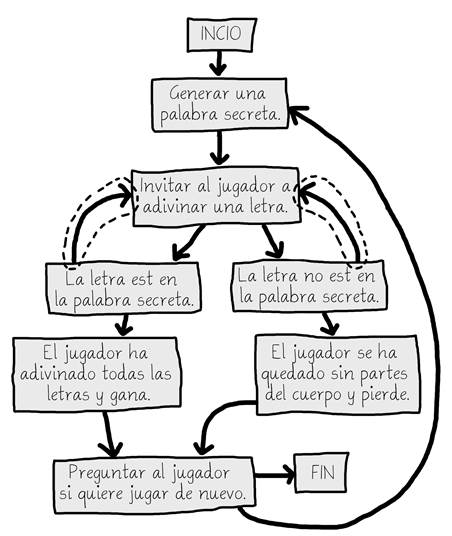 INCIO
Generar una
palabra secreta.
Invitar al jugador a
adivinar una letra.
La letra est en
la palabra secreta.
La letra no est en
la palabra secreta.
El jugador ha
adivinado todas las
letras y gana.
El jugador se ha
quedado sin partes
del cuerpo y pierde.
Preguntar al jugador
si quiere jugar de nuevo.
FIN